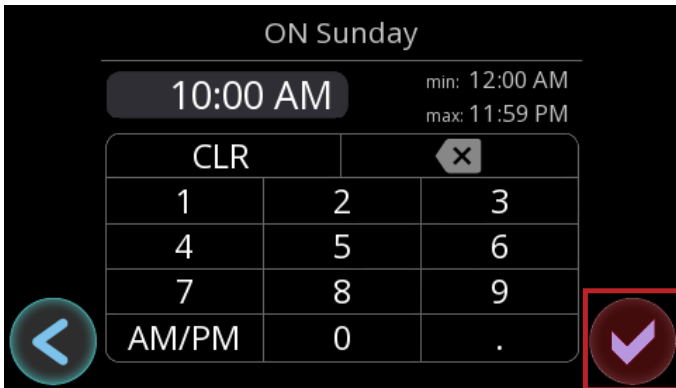 ON Sunday
10:00 AM
min: 12:00 AM
max: 11:59 PM
CLR
1 2 3
4 5 6
7 8 9
AM/PM 0 .